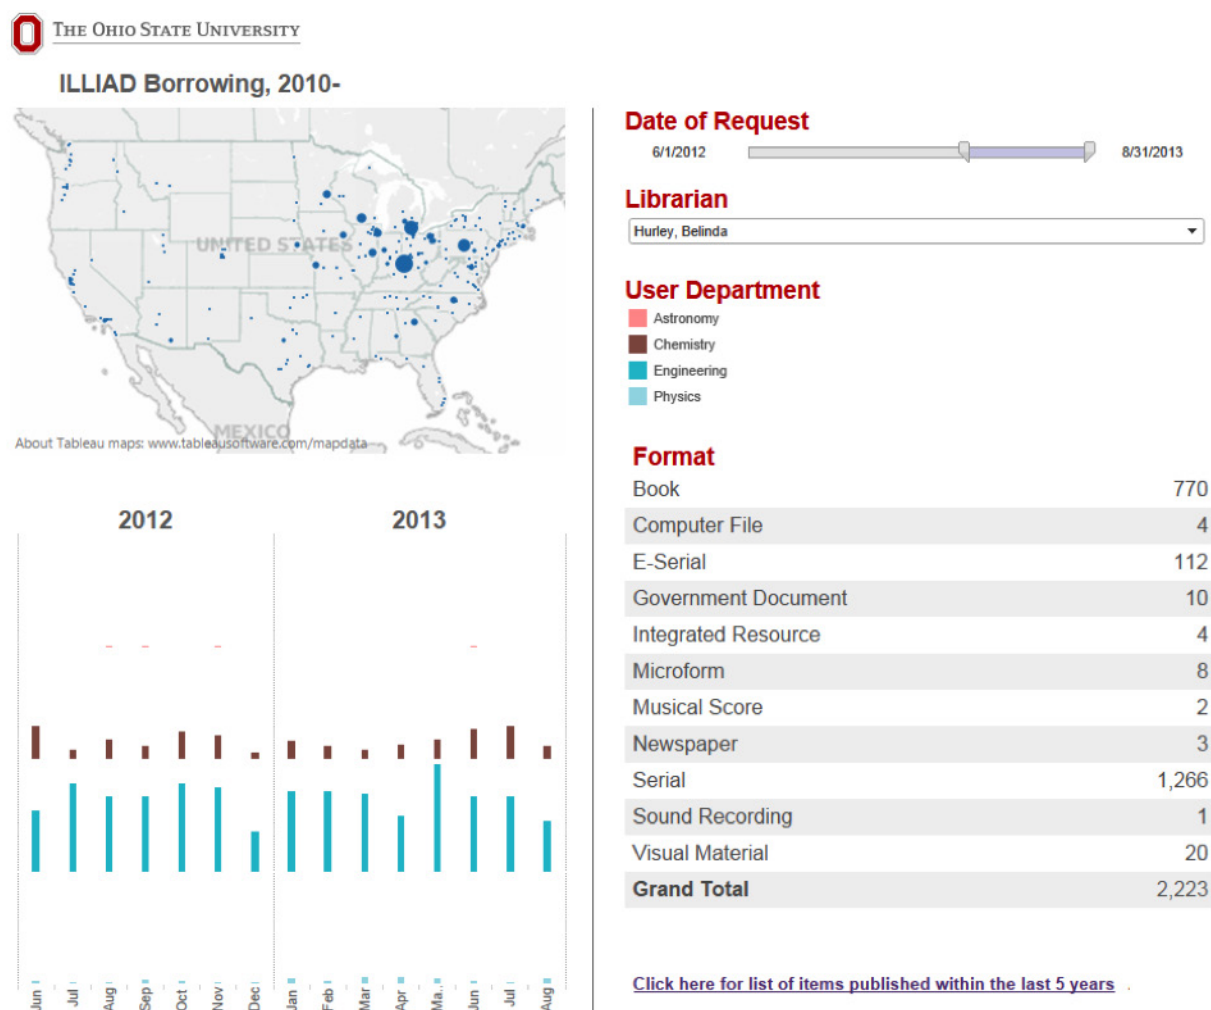 THE OHIO STATE UNIVERSITY
ILLIAD Borrowing, 2010-
UNITED STATES
MEXICO
About Tableau maps: www.tableausoftware.com/mapdata
Date of Request
6/1/2012 8/31/2013
Librarian
Hurley, Belinda
User Department
Astronomy
Chemistry
Engineering
Physics
Format
Book 770
Computer File 4
E-Serial 112
Government Document 10
Integrated Resource 4
Microform 8
Musical Score 2
Newspaper 3
Serial 1,266
Sound Recording 1
Visual Material 20
Grand Total 2,223
Click here for list of items published within the last 5 years .
2012 2013
Jun Jul Aug Sep Oct Nov Dec Jan Feb Mar Apr Ma.. Jun Jul Aug